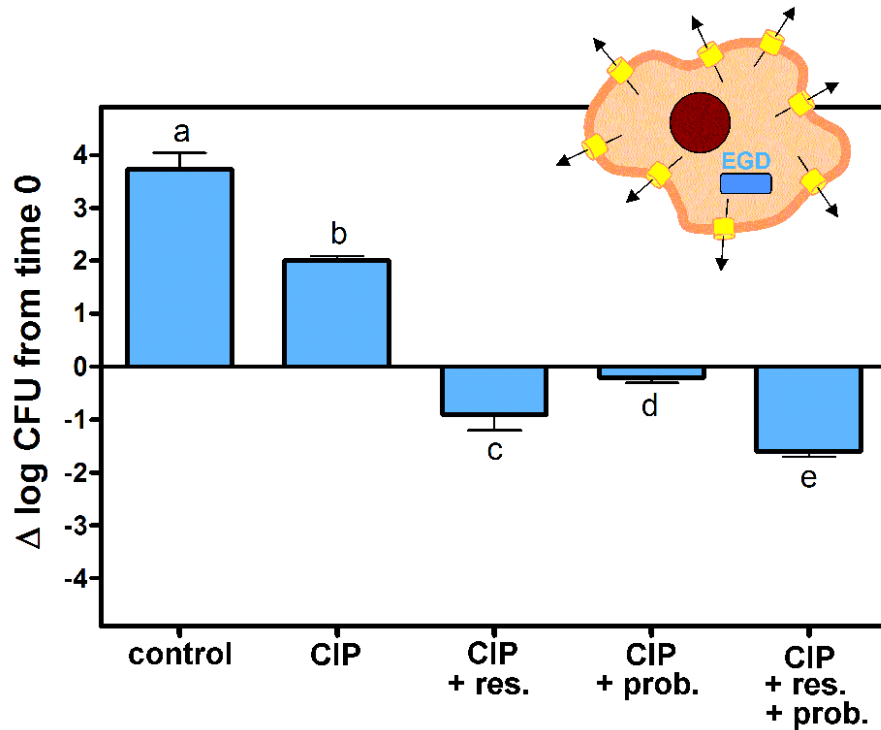 EGD
Δ log CFU from time 0
4
3
2
1
0
-1
-2
-3
-4
a
b
c
d
e
control
CIP
CIP
+ res.
CIP
+ prob.
CIP
+ res.
+ prob.